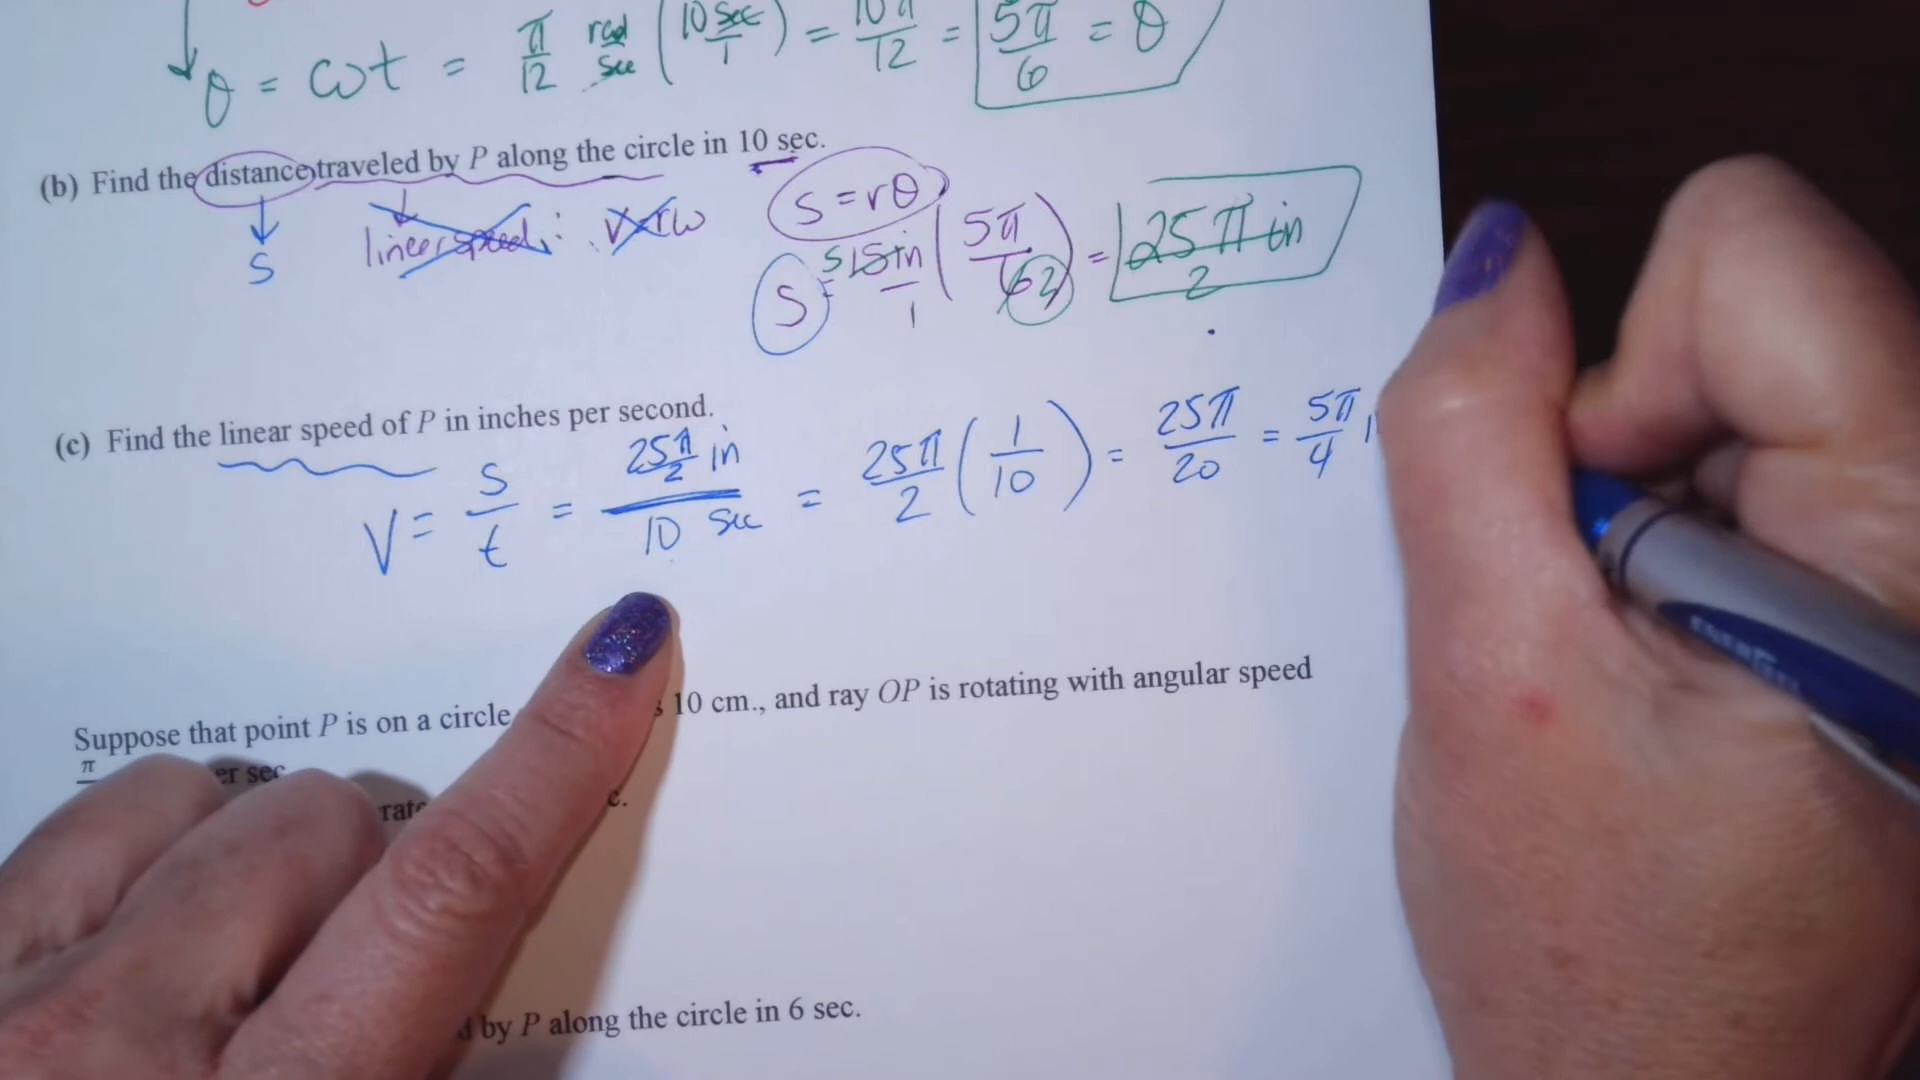 θ = ωt = π/12 rad/sec (10 sec/1) = 10π/12 = 5π/6 = θ
(b) Find the distance traveled by P along the circle in 10 sec.
S linear speed: V=rω S = rθ
S = 15in/1 (5π/6) = 25π in/2
5 2
(c) Find the linear speed of P in inches per second.
V = S/t = 25π/2 in / 10 sec = 25π/2 (1/10) = 25π/20 = 5π/4
Suppose that point P is on a circle 10 cm., and ray OP is rotating with angular speed
π
er sec
c.
by P along the circle in 6 sec.